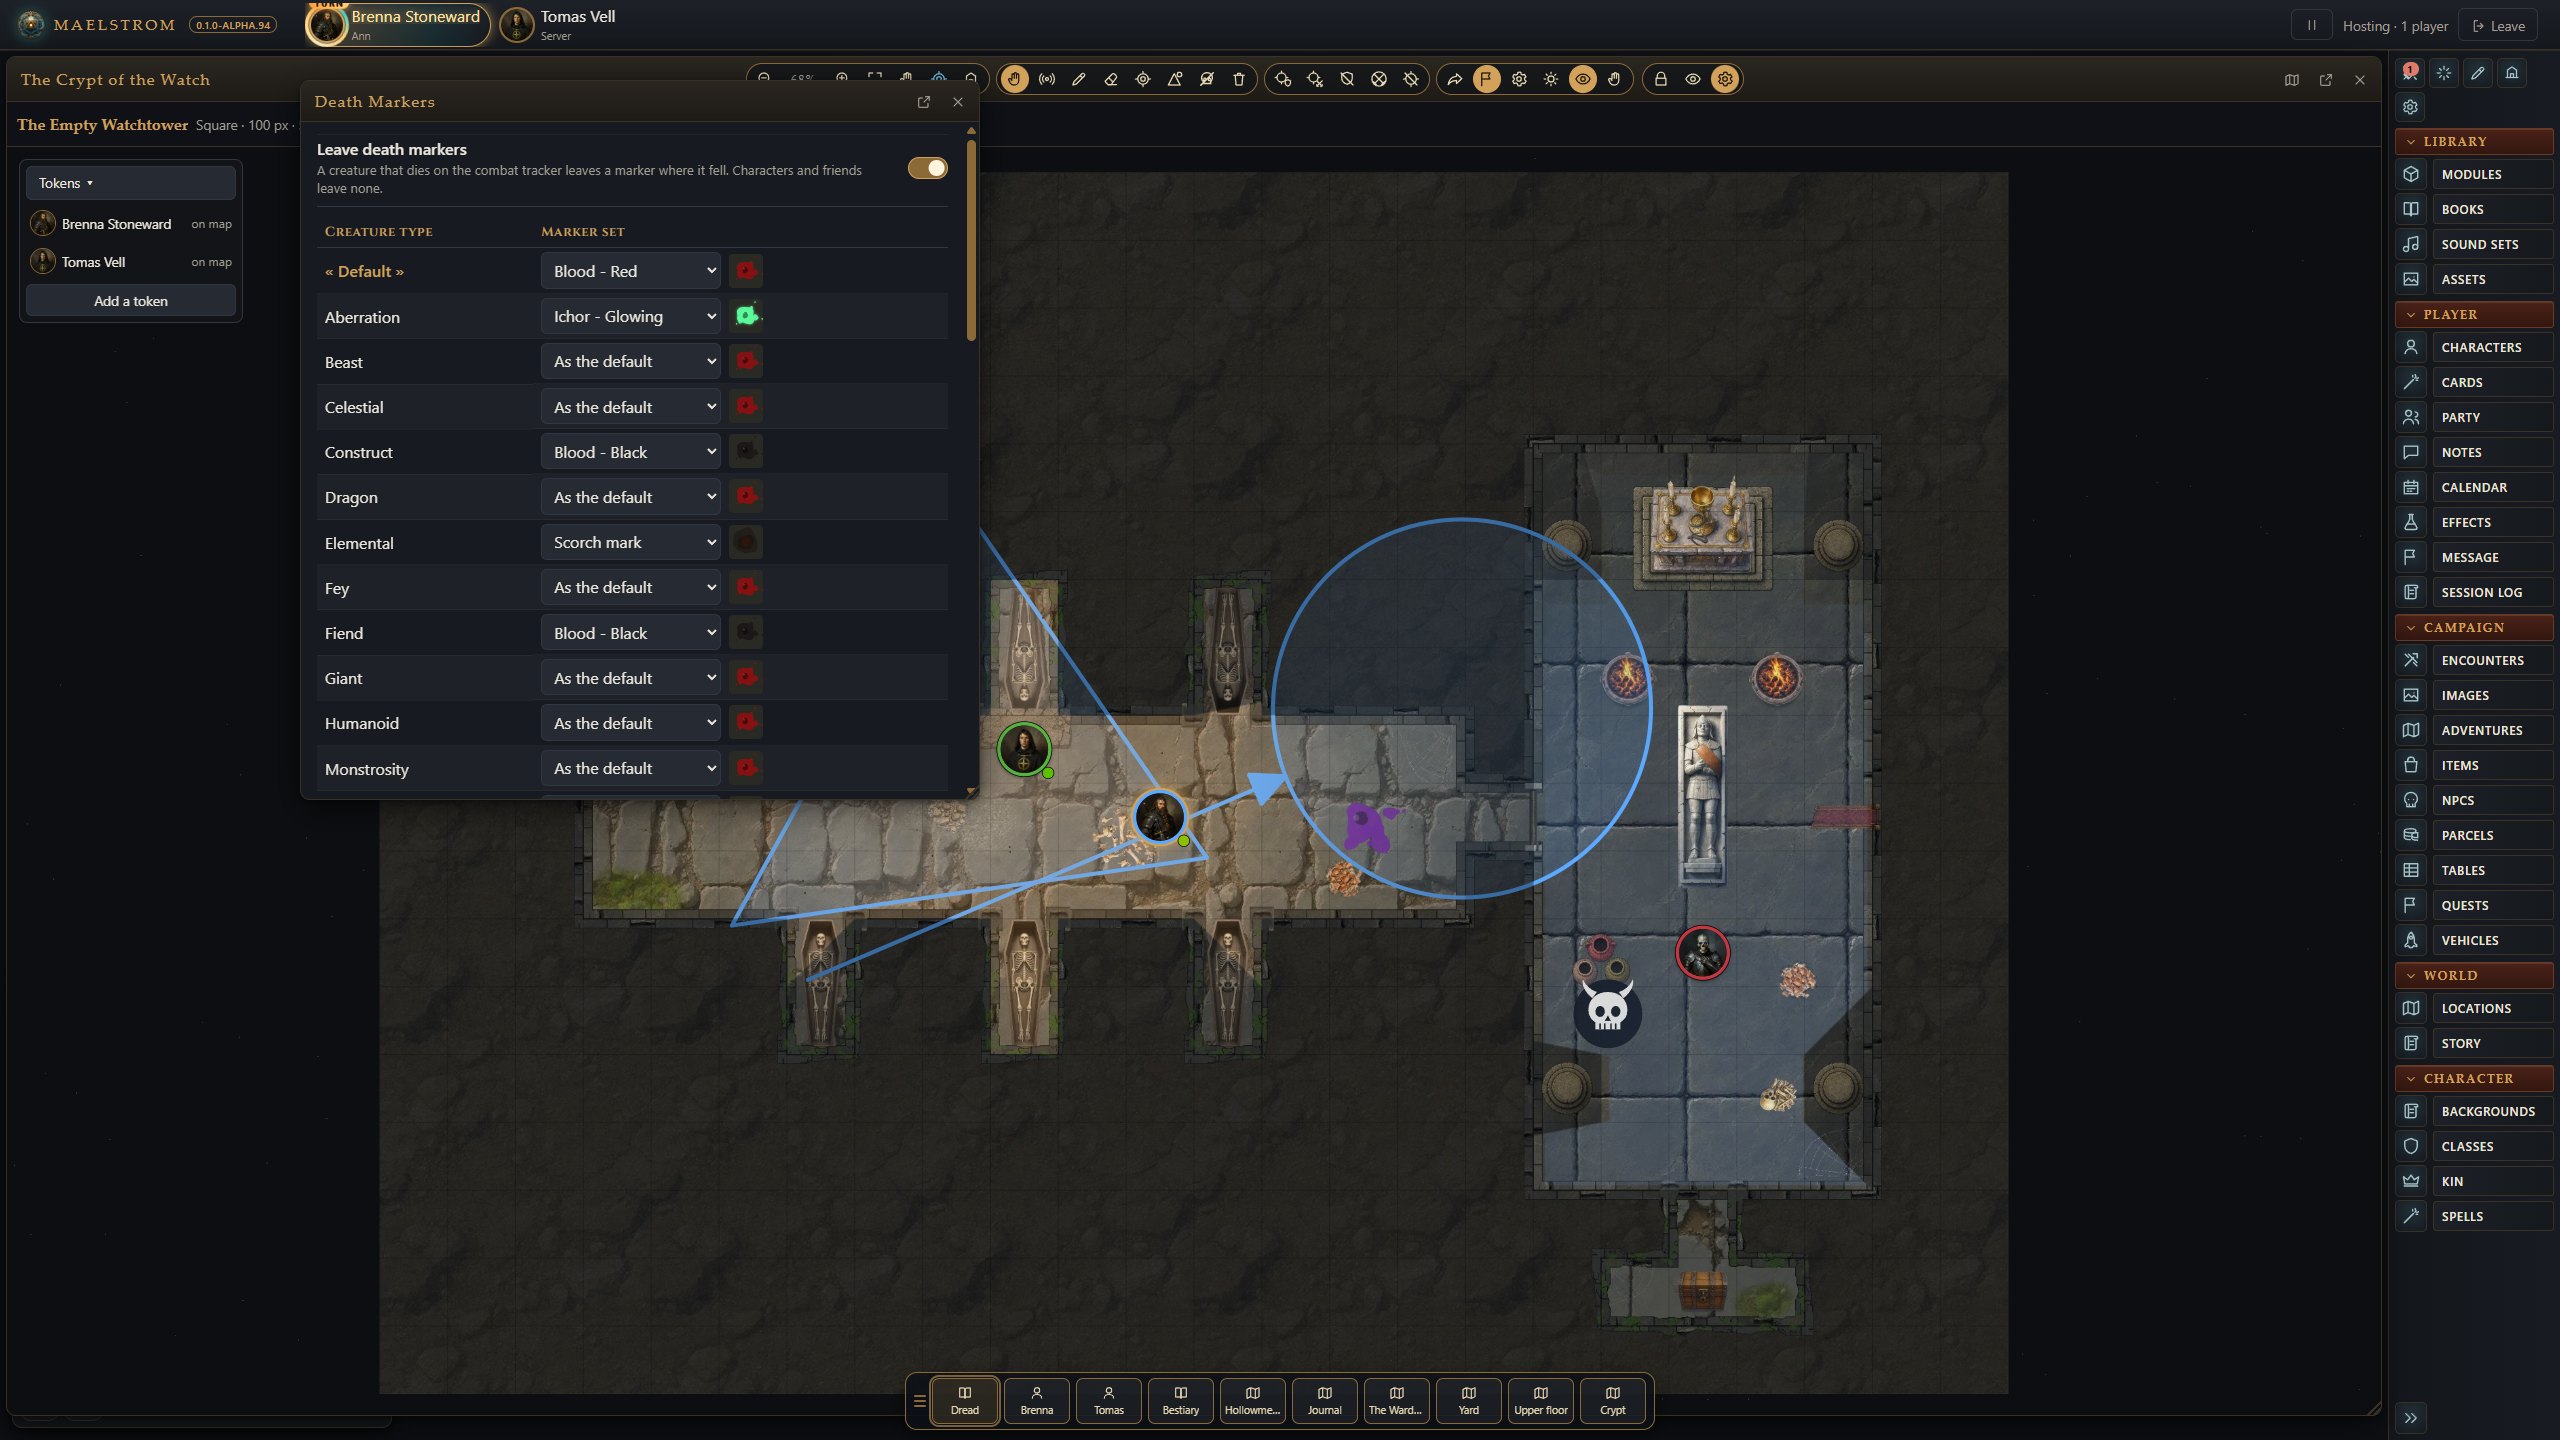 MAELSTROM
0.1.0-ALPHA.94
TURN
Brenna Stoneward
Ann
Tomas Vell
Server
Hosting · 1 player
Leave
The Crypt of the Watch
68%
The Empty Watchtower Square · 100 px ·
Tokens
Brenna Stoneward on map
Tomas Vell on map
Add a token
Death Markers
Leave death markers
A creature that dies on the combat tracker leaves a marker where it fell. Characters and friends
leave none.
CREATURE TYPE MARKER SET
« Default » Blood - Red
Aberration Ichor - Glowing
Beast As the default
Celestial As the default
Construct Blood - Black
Dragon As the default
Elemental Scorch mark
Fey As the default
Fiend Blood - Black
Giant As the default
Humanoid As the default
Monstrosity As the default
1
LIBRARY
MODULES
BOOKS
SOUND SETS
ASSETS
PLAYER
CHARACTERS
CARDS
PARTY
NOTES
CALENDAR
EFFECTS
MESSAGE
SESSION LOG
CAMPAIGN
ENCOUNTERS
IMAGES
ADVENTURES
ITEMS
NPCS
PARCELS
TABLES
QUESTS
VEHICLES
WORLD
LOCATIONS
STORY
CHARACTER
BACKGROUNDS
CLASSES
KIN
SPELLS
Dread
Brenna
Tomas
Bestiary
Hollowme...
Journal
The Ward...
Yard
Upper floor
Crypt